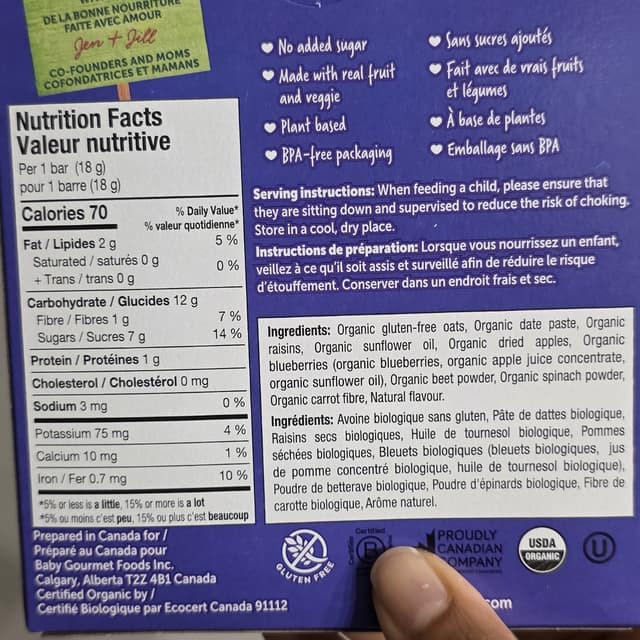 DE LA BONNE NOURRITURE
FAITE AVEC AMOUR
Jen + Jill
CO-FOUNDERS AND MOMS
COFONDATRICES ET MAMANS
No added sugar
Made with real fruit
and veggie
Plant based
BPA-free packaging
Sans sucres ajoutés
Fait avec de vrais fruits
et légumes
À base de plantes
Emballage sans BPA
Nutrition Facts
Valeur nutritive
Per 1 bar (18 g)
pour 1 barre (18 g)
Calories 70
% Daily Value*
% valeur quotidienne*
Fat / Lipides 2 g 5 %
Saturated / saturés 0 g
+ Trans / trans 0 g 0 %
Carbohydrate / Glucides 12 g
Fibre / Fibres 1 g 7 %
Sugars / Sucres 7 g 14 %
Protein / Protéines 1 g
Cholesterol / Cholestérol 0 mg
Sodium 3 mg 0 %
Potassium 75 mg 4 %
Calcium 10 mg 1 %
Iron / Fer 0.7 mg 10 %
*5% or less is a little, 15% or more is a lot
*5% ou moins c'est peu, 15% ou plus c'est beaucoup
Serving instructions: When feeding a child, please ensure that
they are sitting down and supervised to reduce the risk of choking.
Store in a cool, dry place.
Instructions de préparation: Lorsque vous nourrissez un enfant,
veillez à ce qu'il soit assis et surveillé afin de réduire le risque
d'étouffement. Conserver dans un endroit frais et sec.
Ingredients: Organic gluten-free oats, Organic date paste, Organic
raisins, Organic sunflower oil, Organic dried apples, Organic
blueberries (organic blueberries, organic apple juice concentrate,
organic sunflower oil), Organic beet powder, Organic spinach powder,
Organic carrot fibre, Natural flavour.
Ingrédients: Avoine biologique sans gluten, Pâte de dattes biologique,
Raisins secs biologiques, Huile de tournesol biologique, Pommes
séchées biologiques, Bleuets biologiques (bleuets biologiques, jus
de pomme concentré biologique, huile de tournesol biologique),
Poudre de betterave biologique, Poudre d'épinards biologique, Fibre de
carotte biologique, Arôme naturel.
Prepared in Canada for /
Préparé au Canada pour
Baby Gourmet Foods Inc.
Calgary, Alberta T2Z 4B1 Canada
Certified Organic by /
Certifié Biologique par Ecocert Canada 91112
GLUTEN FREE
Certified
B
PROUDLY
CANADIAN
COMPANY
USDA
ORGANIC
U
com